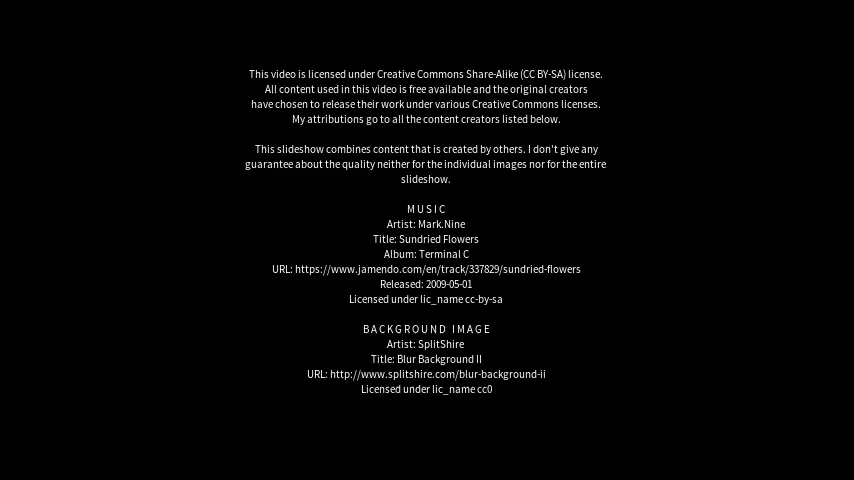 This video is licensed under Creative Commons Share-Alike (CC BY-SA) license.
All content used in this video is free available and the original creators
have chosen to release their work under various Creative Commons licenses.
My attributions go to all the content creators listed below.
This slideshow combines content that is created by others. I don't give any
guarantee about the quality neither for the individual images nor for the entire
slideshow.
MUSIC
Artist: Mark.Nine
Title: Sundried Flowers
Album: Terminal C
URL: https://www.jamendo.com/en/track/337829/sundried-flowers
Released: 2009-05-01
Licensed under lic_name cc-by-sa
BACKGROUND IMAGE
Artist: SplitShire
Title: Blur Background II
URL: http://www.splitshire.com/blur-background-ii
Licensed under lic_name cc0